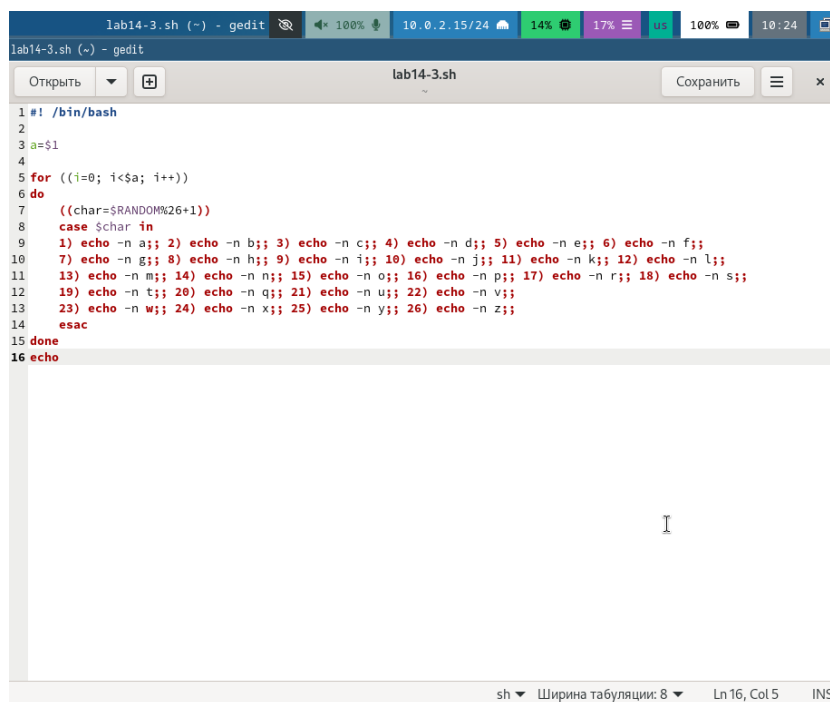 lab14-3.sh (~) - gedit 100% 10.0.2.15/24 14% 17% us 100% 10:24
lab14-3.sh (~) - gedit
Открыть lab14-3.sh Сохранить
~
1 #! /bin/bash
2
3 a=$1
4
5 for ((i=0; i<$a; i++))
6 do
7 ((char=$RANDOM%26+1))
8 case $char in
9 1) echo -n a;; 2) echo -n b;; 3) echo -n c;; 4) echo -n d;; 5) echo -n e;; 6) echo -n f;;
10 7) echo -n g;; 8) echo -n h;; 9) echo -n i;; 10) echo -n j;; 11) echo -n k;; 12) echo -n l;;
11 13) echo -n m;; 14) echo -n n;; 15) echo -n o;; 16) echo -n p;; 17) echo -n r;; 18) echo -n s;;
12 19) echo -n t;; 20) echo -n q;; 21) echo -n u;; 22) echo -n v;;
13 23) echo -n w;; 24) echo -n x;; 25) echo -n y;; 26) echo -n z;;
14 esac
15 done
16 echo
sh Ширина табуляции: 8 Ln 16, Col 5 INS